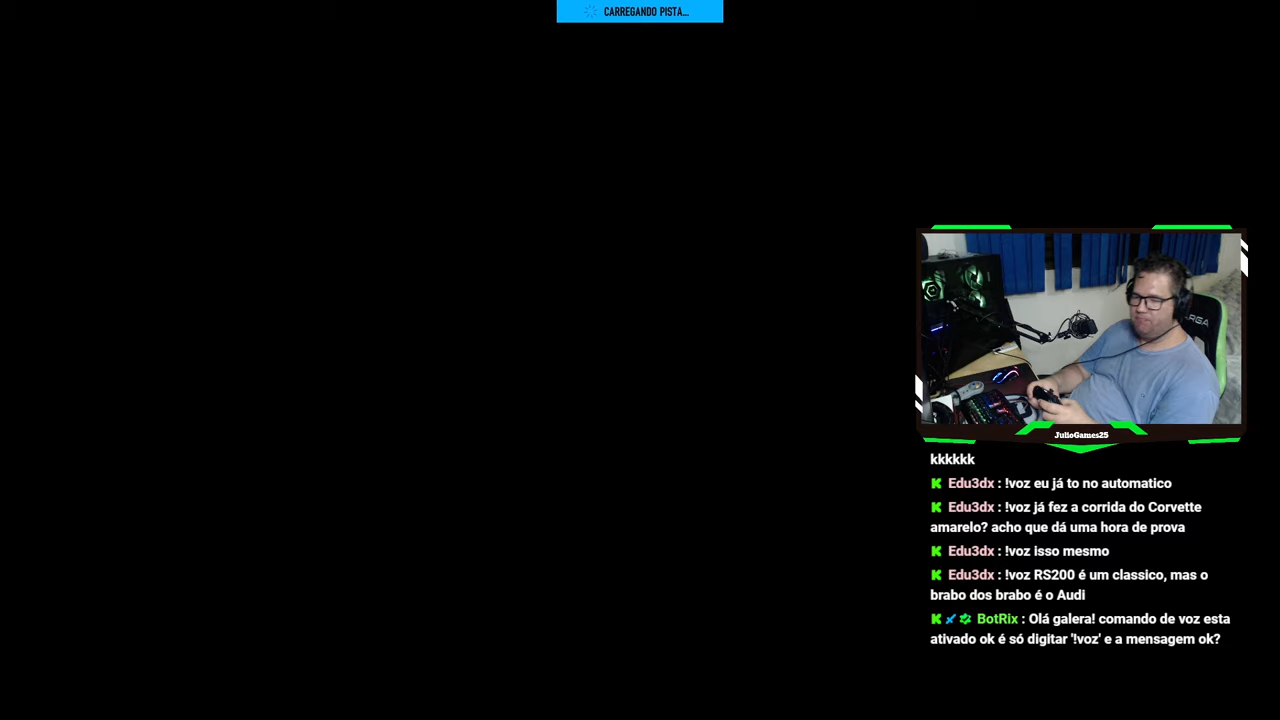 CARREGANDO PISTA...
ARGA
JulioGames25
kkkkkk
Edu3dx : !voz eu já to no automatico
Edu3dx : !voz já fez a corrida do Corvette
amarelo? acho que dá uma hora de prova
Edu3dx : !voz isso mesmo
Edu3dx : !voz RS200 é um classico, mas o
brabo dos brabo é o Audi
BotRix : Olá galera! comando de voz esta
ativado ok é só digitar '!voz' e a mensagem ok?